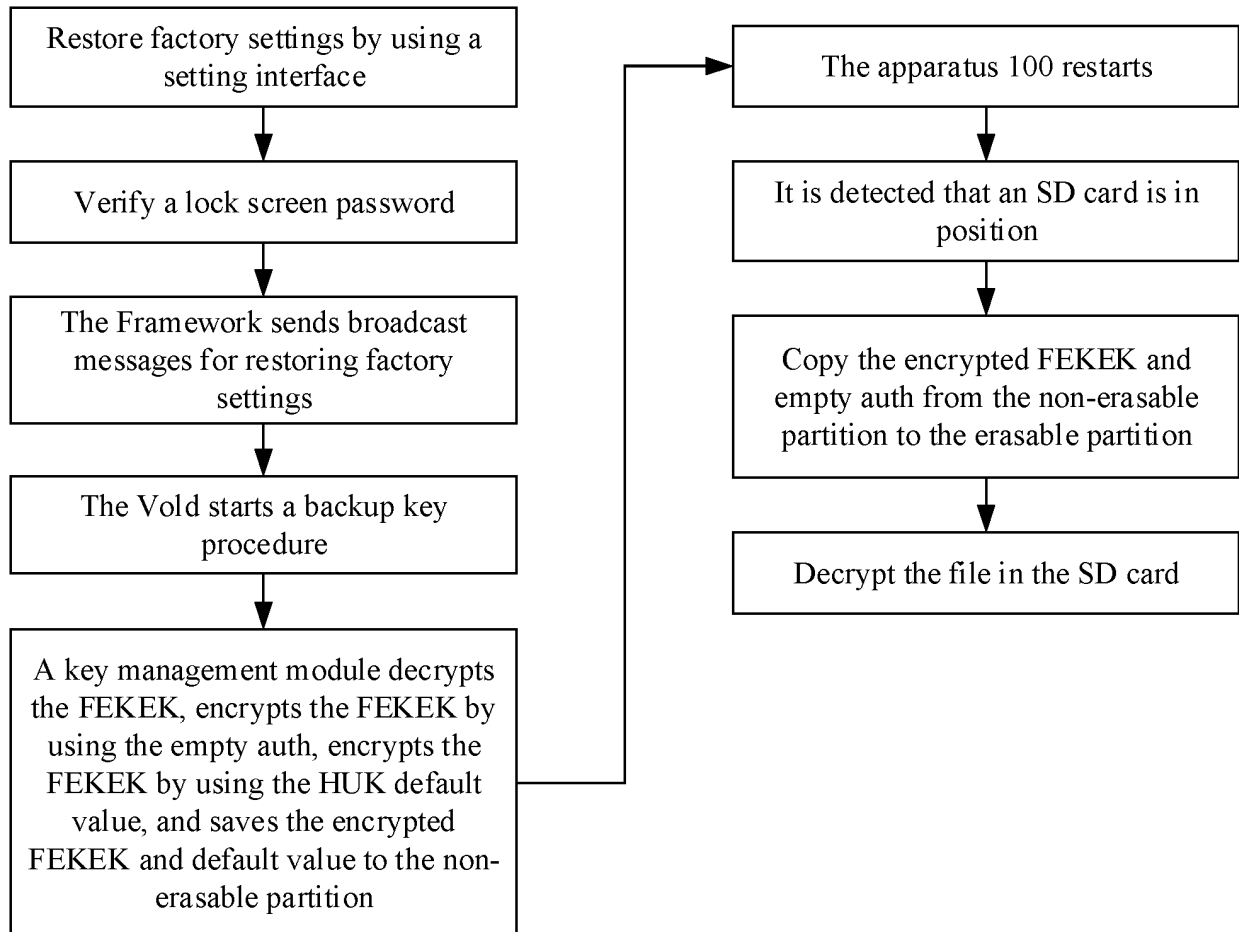 Restore factory settings by using a
setting interface
Verify a lock screen password
The Framework sends broadcast
messages for restoring factory
settings
The Vold starts a backup key
procedure
A key management module decrypts
the FEKEK, encrypts the FEKEK by
using the empty auth, encrypts the
FEKEK by using the HUK default
value, and saves the encrypted
FEKEK and default value to the non-
erasable partition
The apparatus 100 restarts
It is detected that an SD card is in
position
Copy the encrypted FEKEK and
empty auth from the non-erasable
partition to the erasable partition
Decrypt the file in the SD card